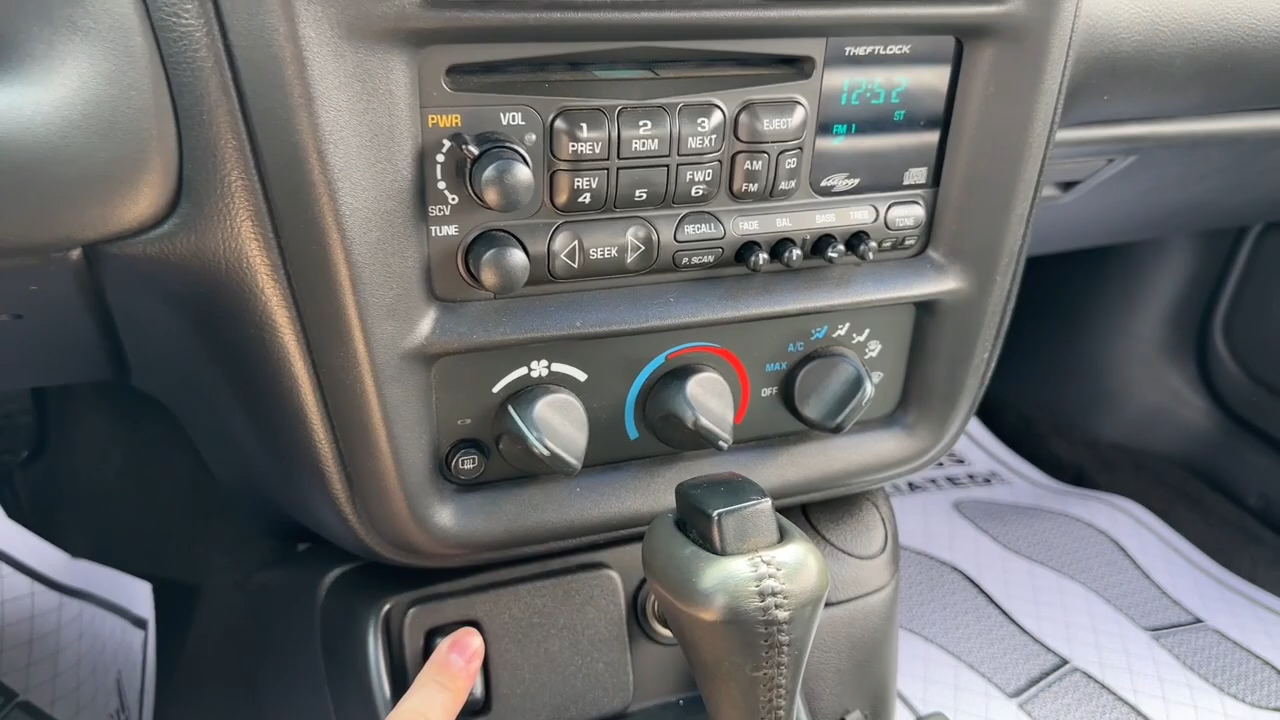 THEFTLOCK
12:52
ST
FM 1
PWR
VOL
1
PREV
2
RDM
3
NEXT
EJECT
REV
4
5
FWD
6
AM
FM
CD
AUX
SCV
TUNE
SEEK
RECALL
P.SCAN
FADE BAL BASS TREB
TONE
A/C
MAX
OFF